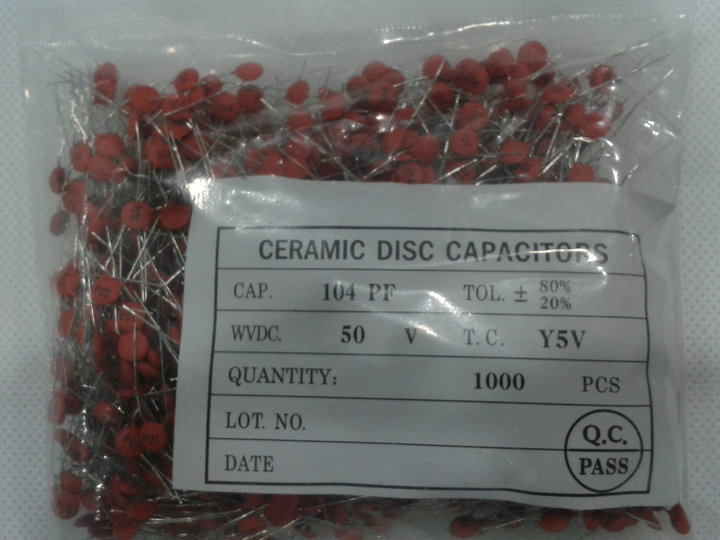 CERAMIC DISC CAPACITORS
CAP. 104 PF TOL. ± 80% 20%
WVDC. 50 V T.C. Y5V
QUANTITY: 1000 PCS
LOT. NO.
DATE
Q.C.
PASS